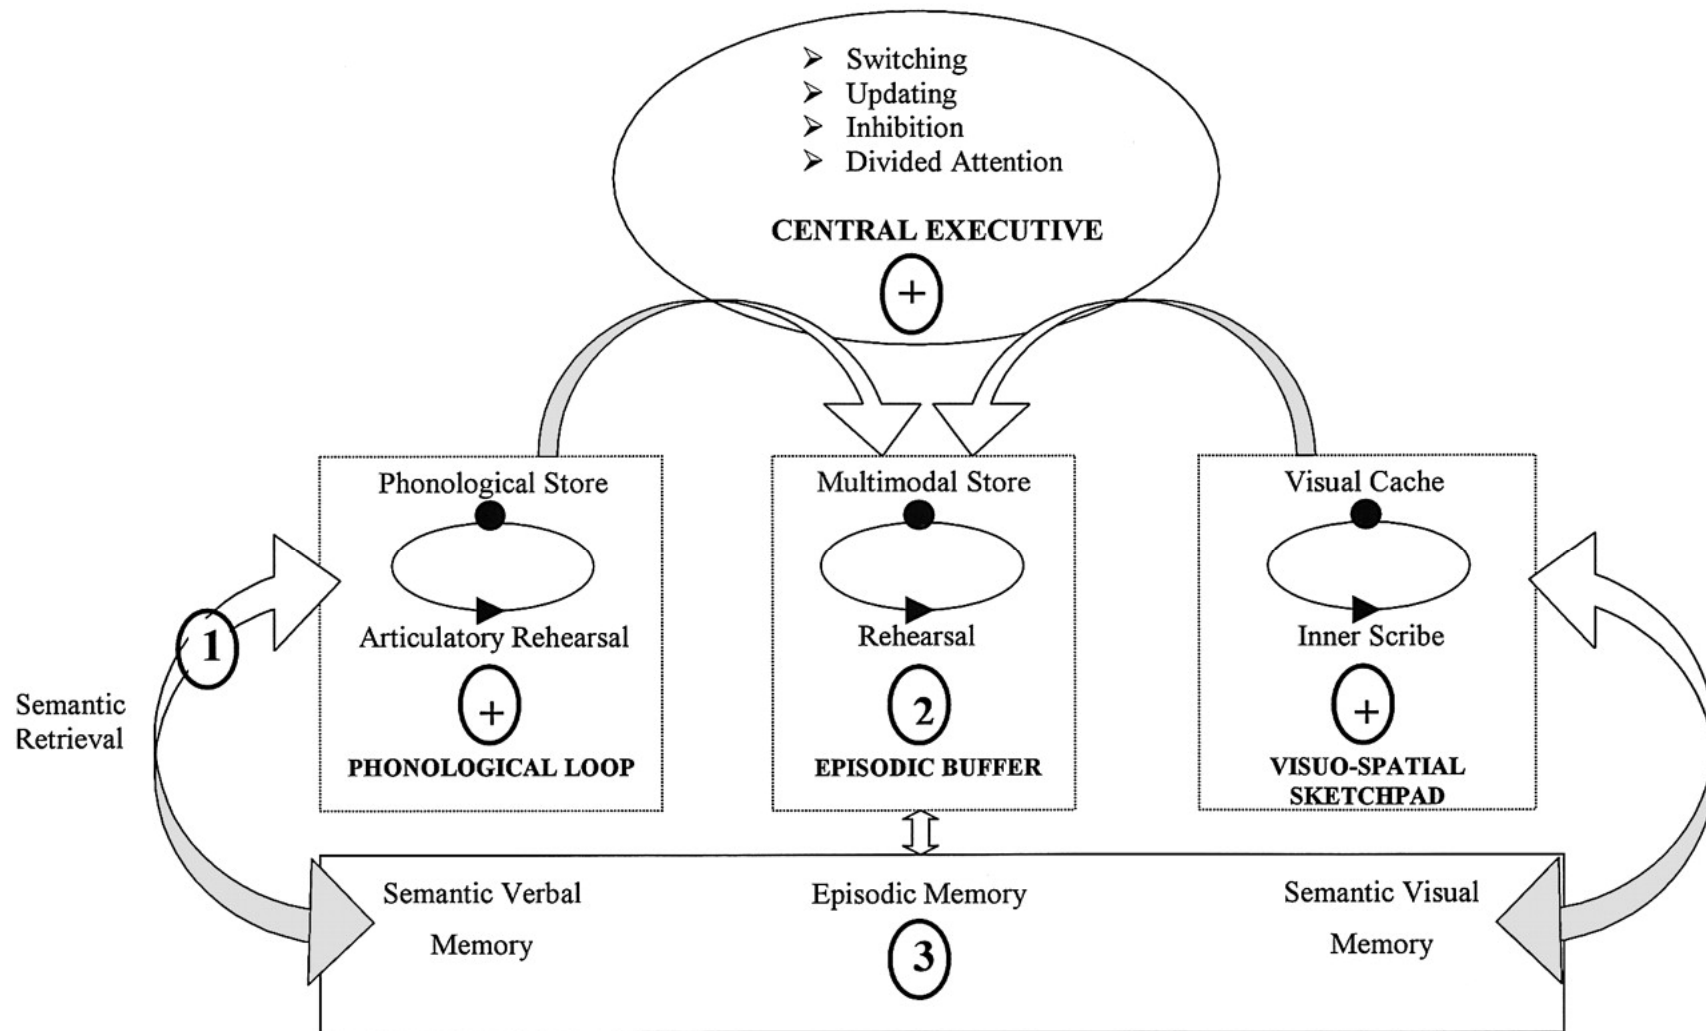 ➢ Switching
➢ Updating
➢ Inhibition
➢ Divided Attention
CENTRAL EXECUTIVE
+
Phonological Store
Articulatory Rehearsal
+
PHONOLOGICAL LOOP
Multimodal Store
Rehearsal
2
EPISODIC BUFFER
Visual Cache
Inner Scribe
+
VISUO-SPATIAL
SKETCHPAD
1
Semantic
Retrieval
Semantic Verbal
Memory
Episodic Memory
3
Semantic Visual
Memory